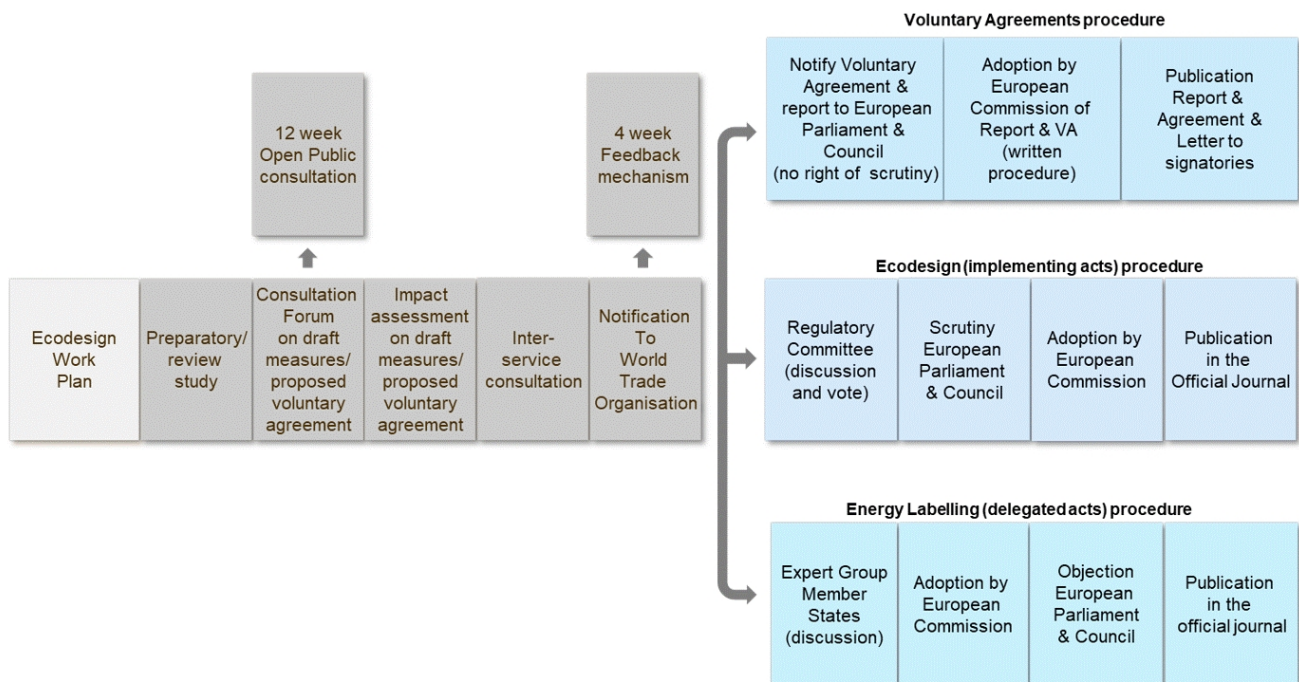 Voluntary Agreements procedure
Notify Voluntary
Agreement &
report to European
Parliament &
Council
(no right of scrutiny)
Adoption by
European
Commission of
Report & VA
(written
procedure)
Publication
Report &
Agreement &
Letter to
signatories
12 week
Open Public
consultation
4 week
Feedback
mechanism
Ecodesign
Work
Plan
Preparatory/
review
study
Consultation
Forum
on draft
measures/
proposed
voluntary
agreement
Impact
assessment
on draft
measures/
proposed
voluntary
agreement
Inter-
service
consultation
Notification
To
World
Trade
Organisation
Ecodesign (implementing acts) procedure
Regulatory
Committee
(discussion
and vote)
Scrutiny
European
Parliament
& Council
Adoption by
European
Commission
Publication
in the
Official Journal
Energy Labelling (delegated acts) procedure
Expert Group
Member
States
(discussion)
Adoption by
European
Commission
Objection
European
Parliament
& Council
Publication
in the
official journal